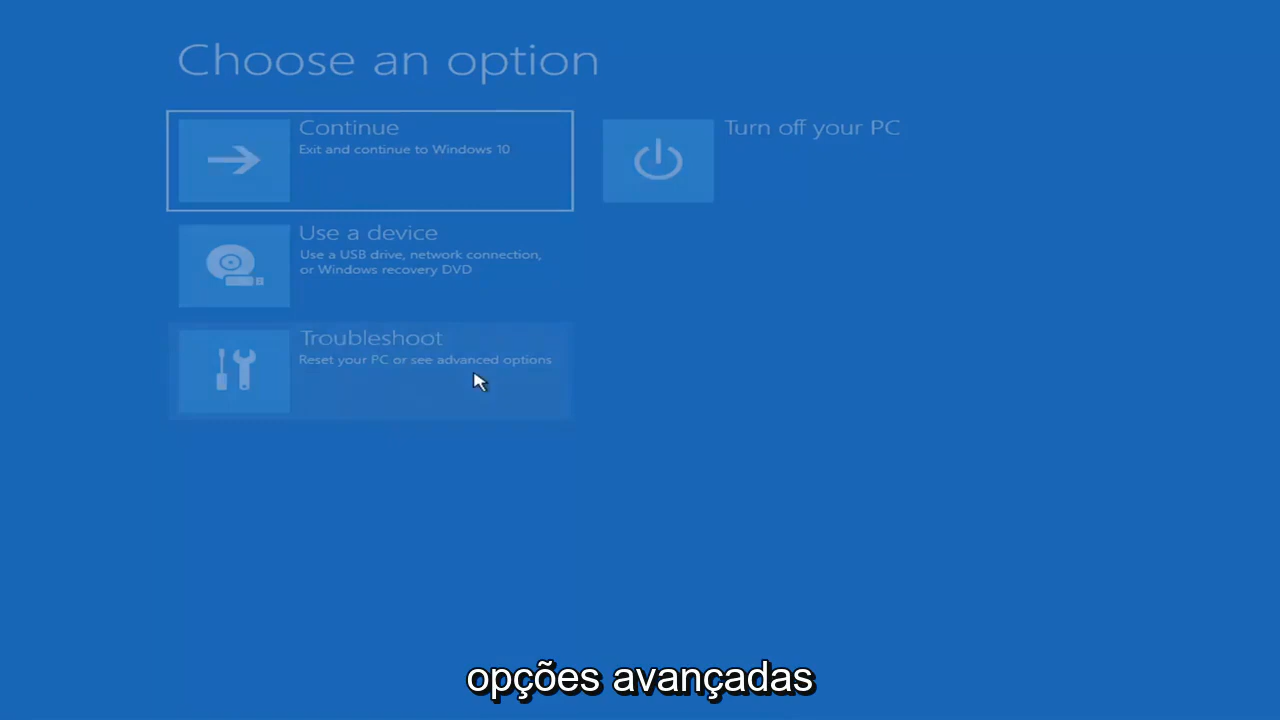 Choose an option
Continue
Exit and continue to Windows 10
Turn off your PC
Use a device
Use a USB drive, network connection,
or Windows recovery DVD
Troubleshoot
Reset your PC or see advanced options
opções avançadas